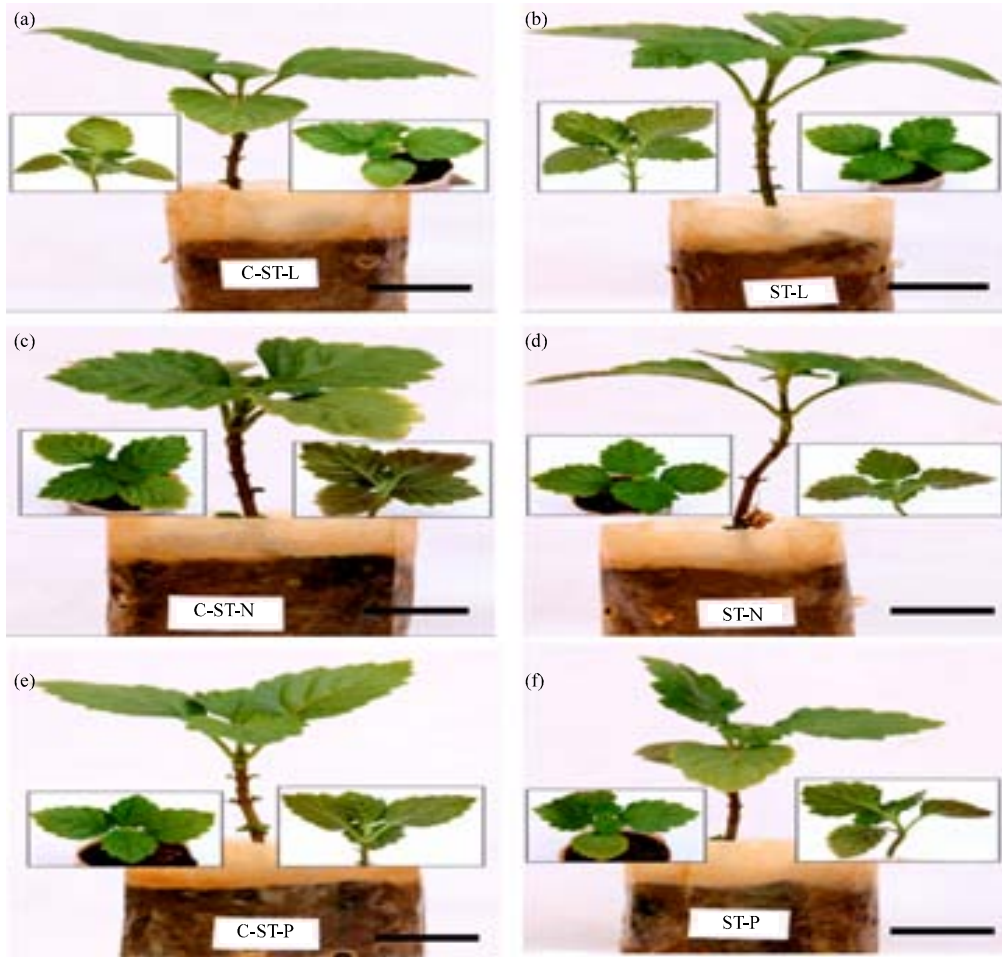 (a)
C-ST-L
(b)
ST-L
(c)
C-ST-N
(d)
ST-N
(e)
C-ST-P
(f)
ST-P